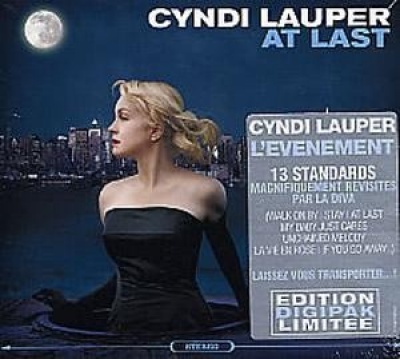 CYNDI LAUPER
AT LAST
CYNDI LAUPER
L'EVENEMENT
13 STANDARDS
MAGNIFIQUEMENT REVISITES
PAR LA DIVA
(WALK ON BY : STAY : AT LAST
MY BABY JUST CARES
UNCHAINED MELODY
LA VIE EN ROSE : IF YOU GO AWAY...)
LAISSEZ VOUS TRANSPORTER...!
EDITION
DIGIPAK
LIMITEE